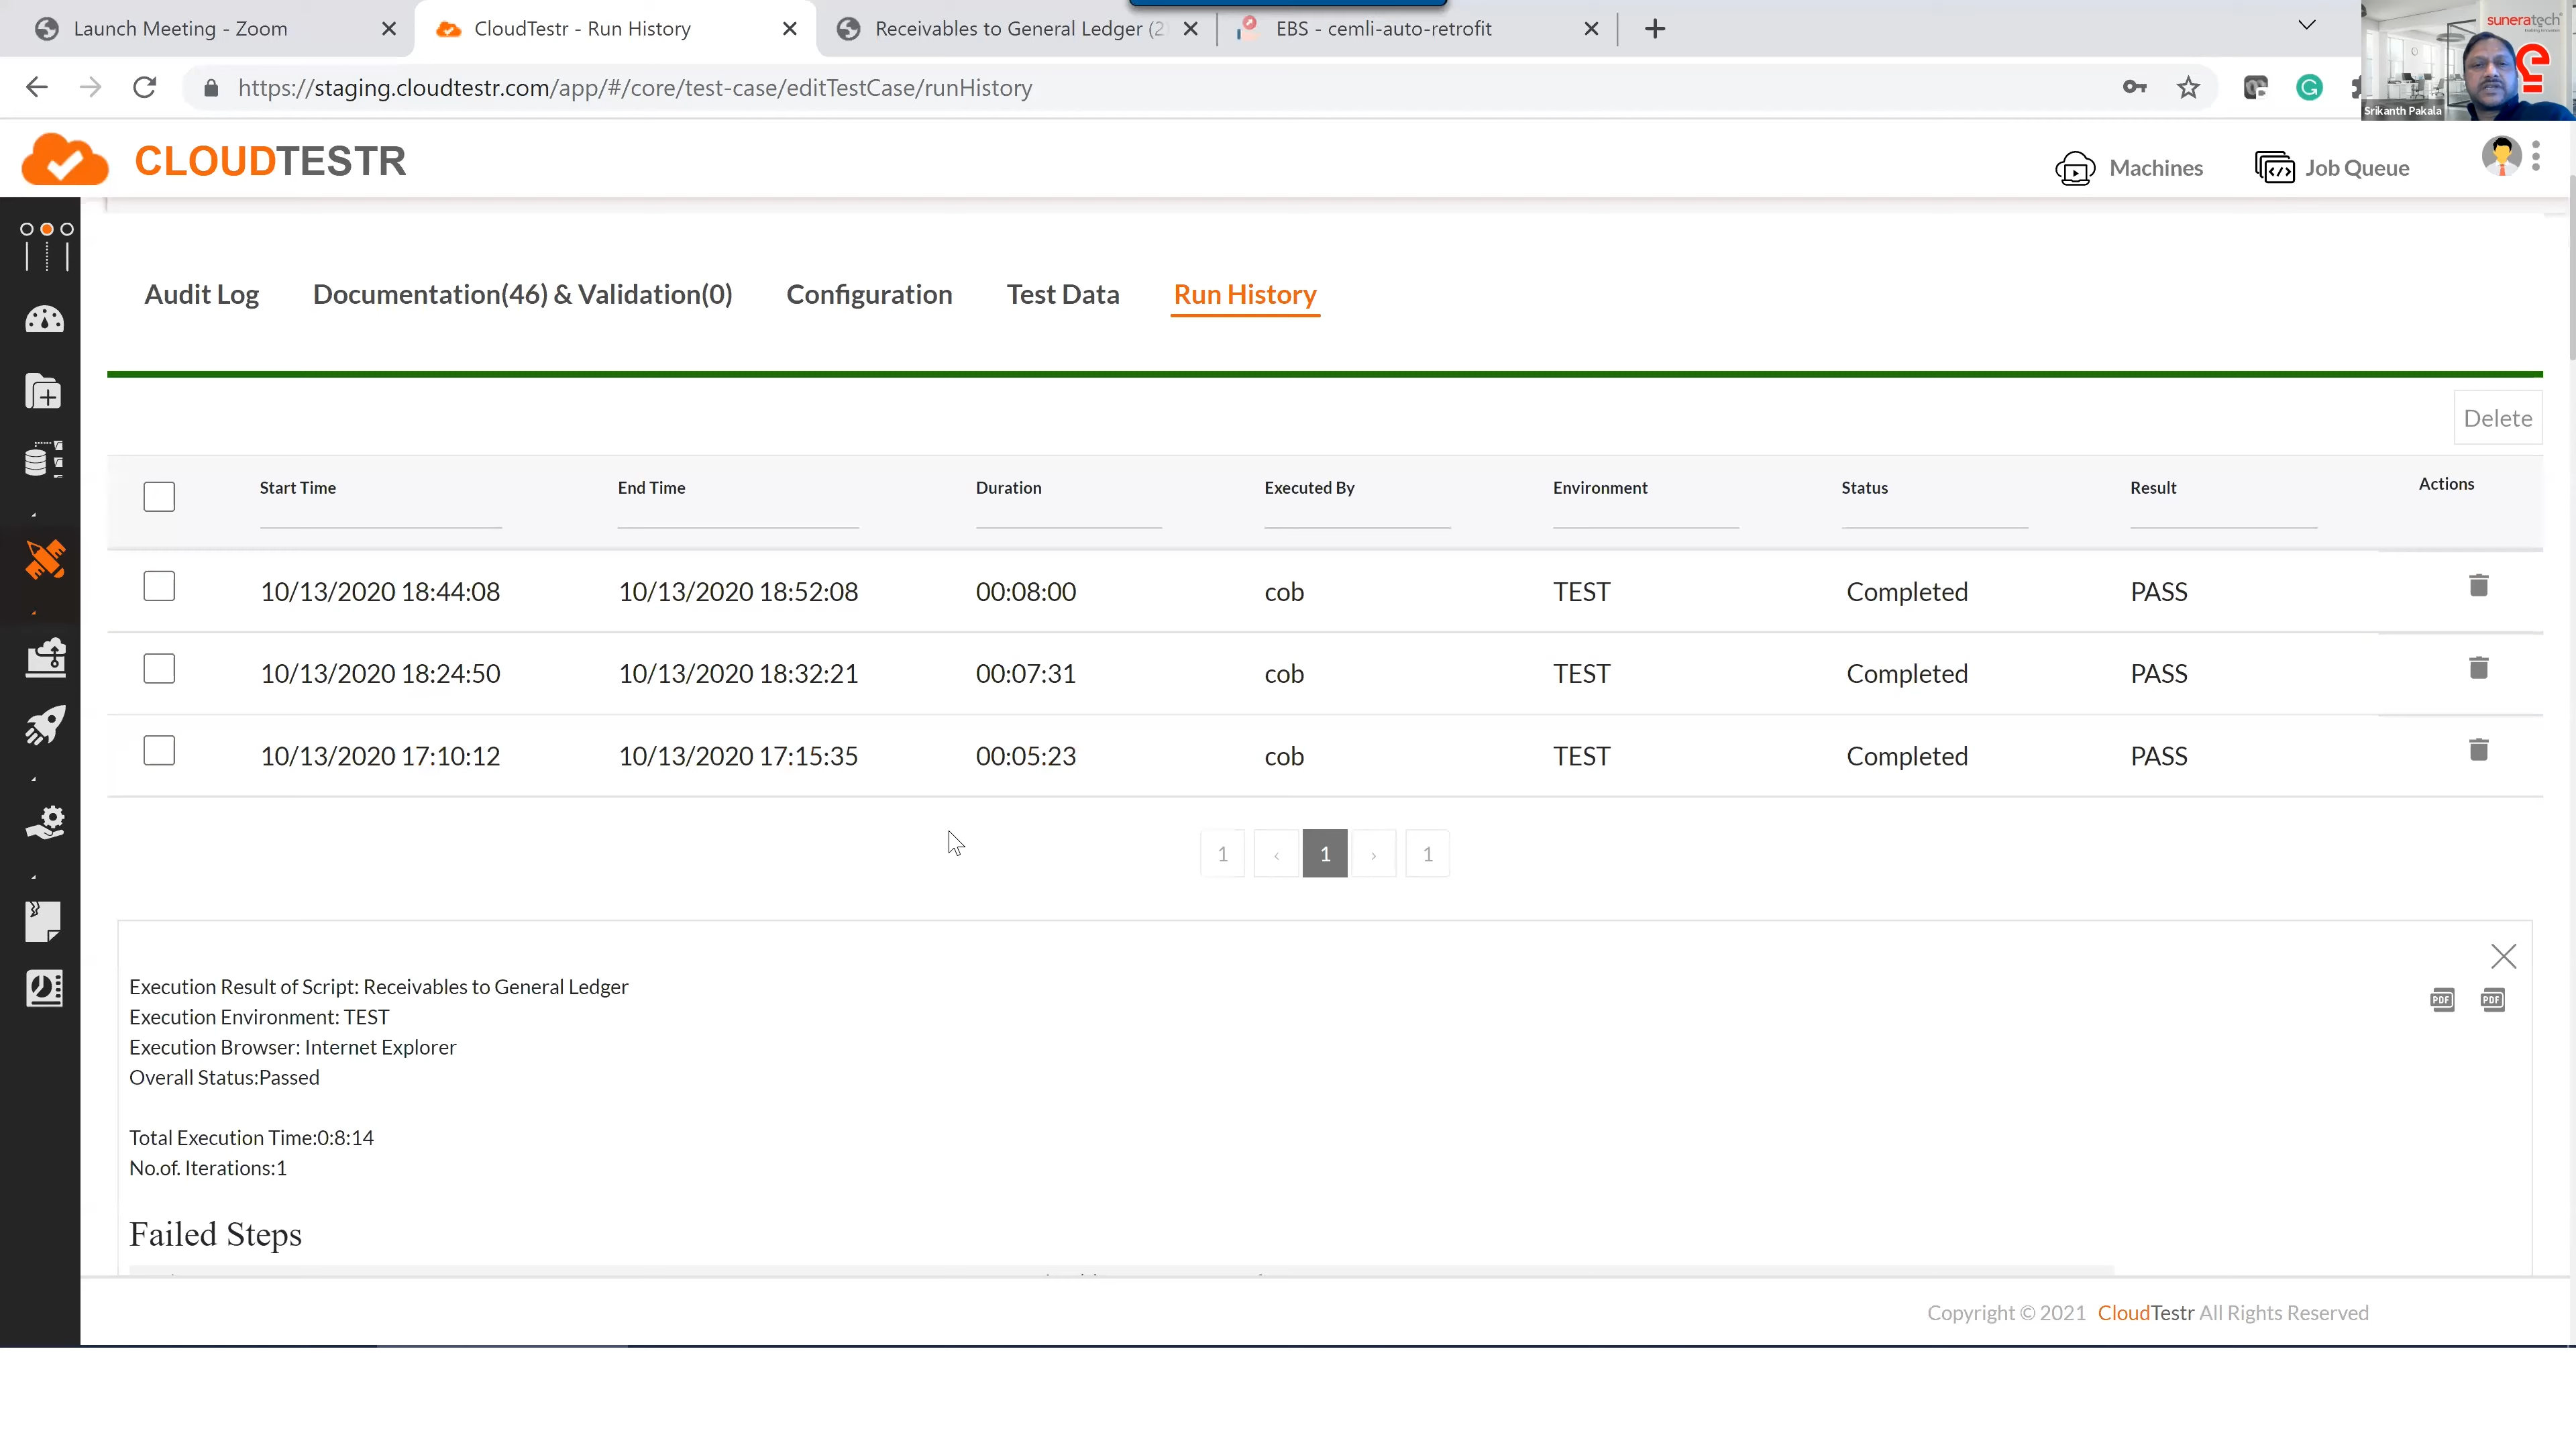 Launch Meeting - Zoom
CloudTestr - Run History
Receivables to General Ledger (2)
EBS - cemli-auto-retrofit
suneratech
https://staging.cloudtestr.com/app/#/core/test-case/editTestCase/runHistory
Srikanth Pakala
CLOUDTESTR
Machines
Job Queue
Audit Log
Documentation(46) & Validation(0)
Configuration
Test Data
Run History
Delete
Start Time End Time Duration Executed By Environment Status Result Actions
10/13/2020 18:44:08 10/13/2020 18:52:08 00:08:00 cob TEST Completed PASS
10/13/2020 18:24:50 10/13/2020 18:32:21 00:07:31 cob TEST Completed PASS
10/13/2020 17:10:12 10/13/2020 17:15:35 00:05:23 cob TEST Completed PASS
1 ‹ 1 › 1
Execution Result of Script: Receivables to General Ledger
Execution Environment: TEST
PDF PDF
Execution Browser: Internet Explorer
Overall Status:Passed
Total Execution Time:0:8:14
No.of. Iterations:1
Failed Steps
Copyright © 2021 CloudTestr All Rights Reserved